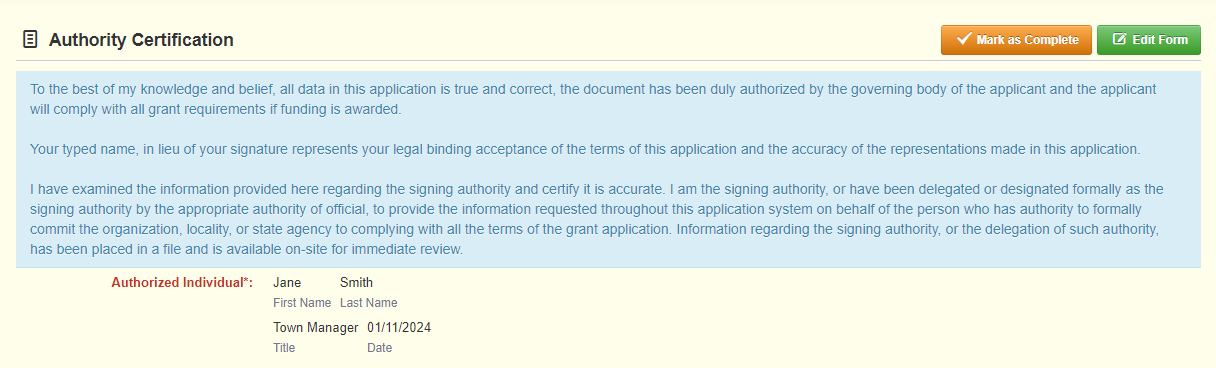 Authority Certification
Mark as Complete
Edit Form
To the best of my knowledge and belief, all data in this application is true and correct, the document has been duly authorized by the governing body of the applicant and the applicant
will comply with all grant requirements if funding is awarded.
Your typed name, in lieu of your signature represents your legal binding acceptance of the terms of this application and the accuracy of the representations made in this application.
I have examined the information provided here regarding the signing authority and certify it is accurate. I am the signing authority, or have been delegated or designated formally as the
signing authority by the appropriate authority of official, to provide the information requested throughout this application system on behalf of the person who has authority to formally
commit the organization, locality, or state agency to complying with all the terms of the grant application. Information regarding the signing authority, or the delegation of such authority,
has been placed in a file and is available on-site for immediate review.
Authorized Individual*: Jane Smith
First Name Last Name
Town Manager 01/11/2024
Title Date